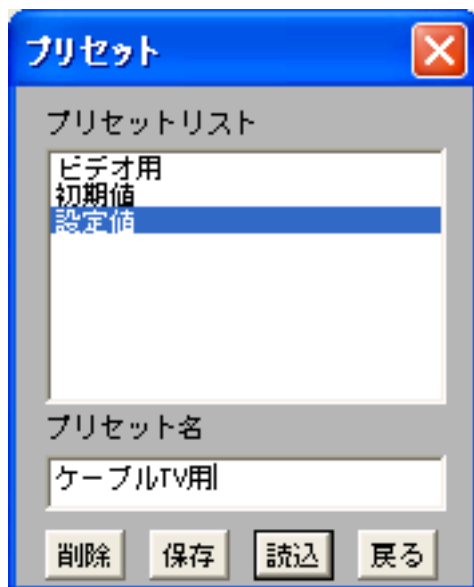 プリセット
プリセットリスト
ビデオ用
初期値
設定値
プリセット名
ケーブルTV用
削除 保存 読込 戻る